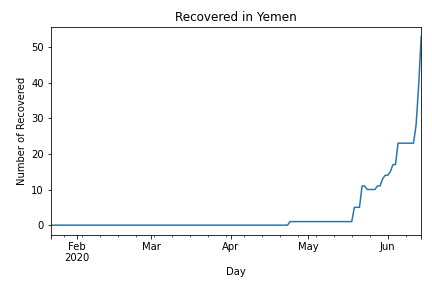 Recovered in Yemen
Number of Recovered
50
40
30
20
10
0
Feb
2020
Mar
Apr
May
Jun
Day